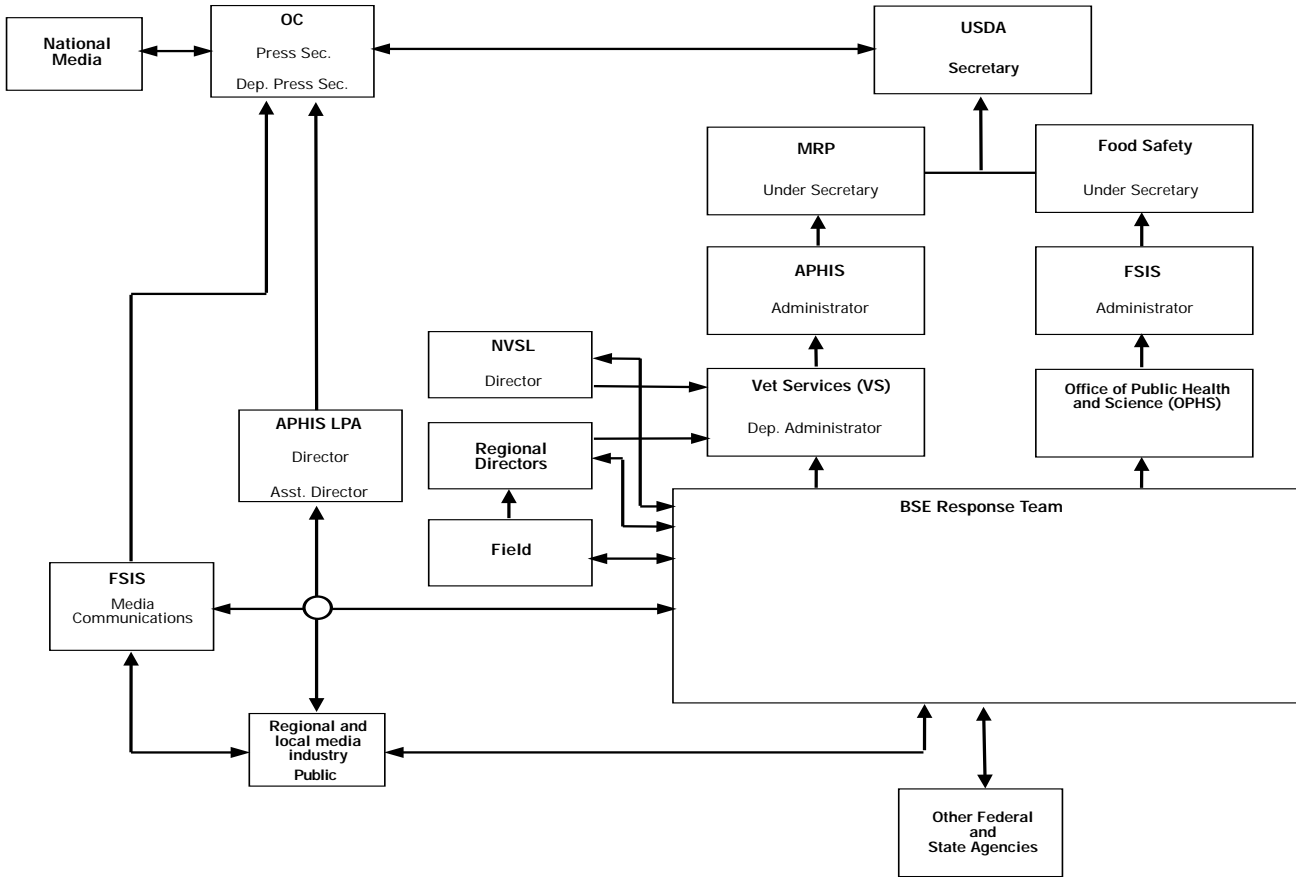 National
Media
OC
Press Sec.
Dep. Press Sec.
USDA
Secretary
MRP
Under Secretary
Food Safety
Under Secretary
APHIS
Administrator
FSIS
Administrator
NVSL
Director
Vet Services (VS)
Dep. Administrator
Office of Public Health
and Science (OPHS)
APHIS LPA
Director
Asst. Director
Regional
Directors
BSE Response Team
Field
FSIS
Media
Communications
Regional and
local media
industry
Public
Other Federal
and
State Agencies